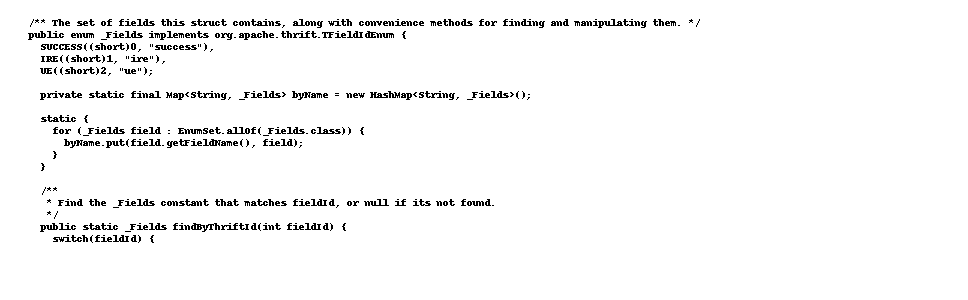 /** The set of fields this struct contains, along with convenience methods for finding and manipulating them. */
public enum _Fields implements org.apache.thrift.TFieldIdEnum {
  SUCCESS((short)0, "success"),
  IRE((short)1, "ire"),
  UE((short)2, "ue");

  private static final Map<String, _Fields> byName = new HashMap<String, _Fields>();

  static {
    for (_Fields field : EnumSet.allOf(_Fields.class)) {
      byName.put(field.getFieldName(), field);
    }
  }

  /**
   * Find the _Fields constant that matches fieldId, or null if its not found.
   */
  public static _Fields findByThriftId(int fieldId) {
    switch(fieldId) {